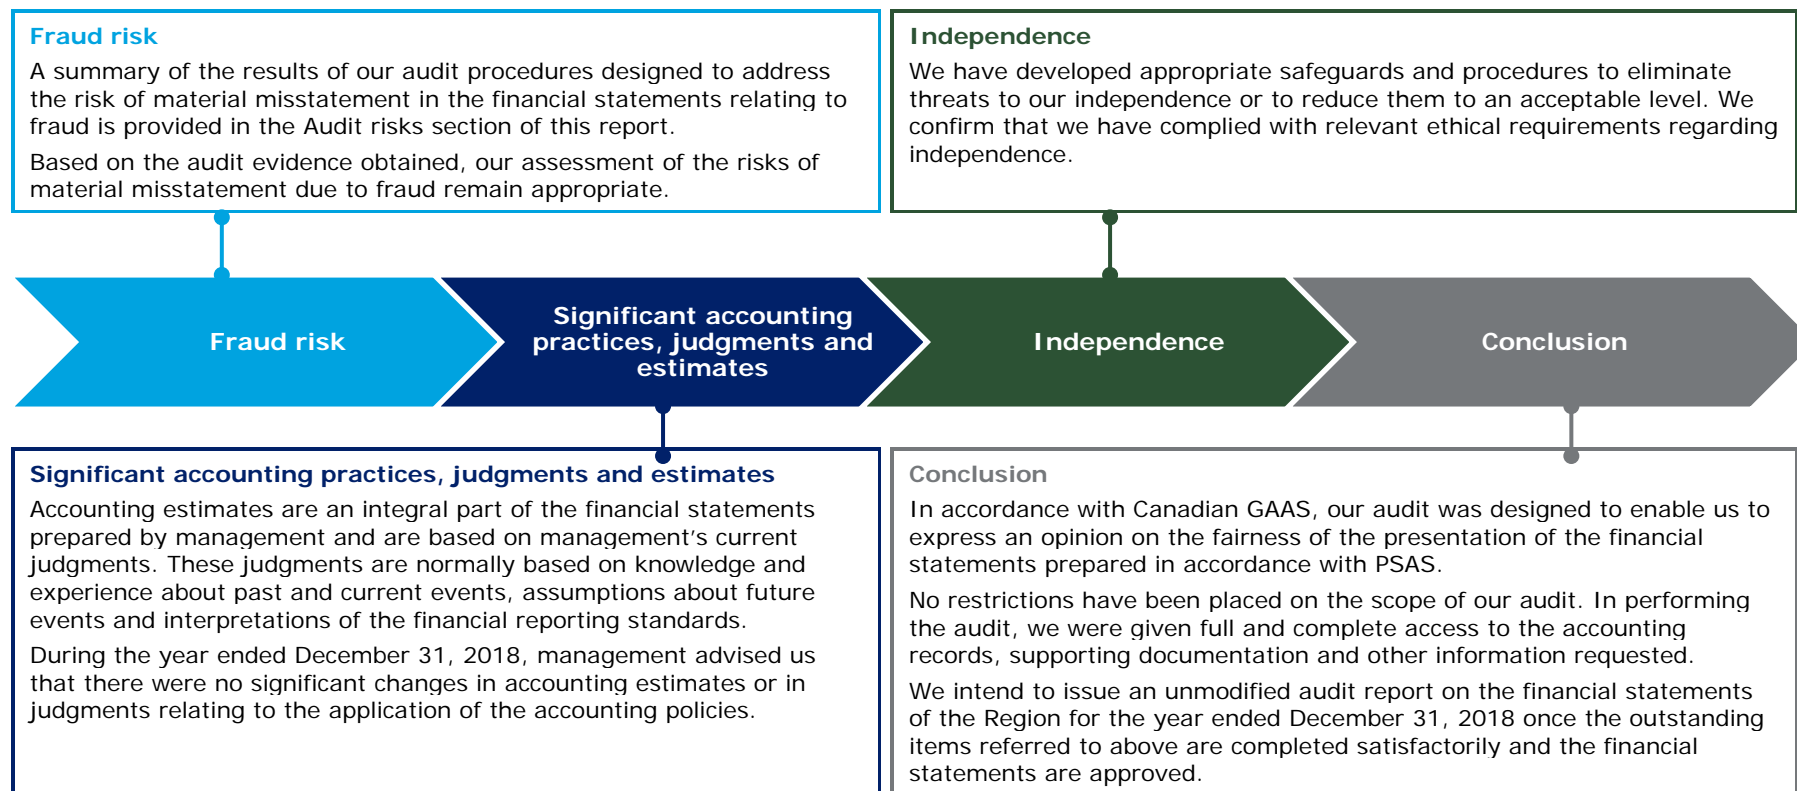 Fraud risk
A summary of the results of our audit procedures designed to address
the risk of material misstatement in the financial statements relating to
fraud is provided in the Audit risks section of this report.
Based on the audit evidence obtained, our assessment of the risks of
material misstatement due to fraud remain appropriate.
Independence
We have developed appropriate safeguards and procedures to eliminate
threats to our independence or to reduce them to an acceptable level. We
confirm that we have complied with relevant ethical requirements regarding
independence.
Fraud risk
Significant accounting
practices, judgments and
estimates
Independence
Conclusion
Significant accounting practices, judgments and estimates
Accounting estimates are an integral part of the financial statements
prepared by management and are based on management's current
judgments. These judgments are normally based on knowledge and
experience about past and current events, assumptions about future
events and interpretations of the financial reporting standards.
During the year ended December 31, 2018, management advised us
that there were no significant changes in accounting estimates or in
judgments relating to the application of the accounting policies.
Conclusion
In accordance with Canadian GAAS, our audit was designed to enable us to
express an opinion on the fairness of the presentation of the financial
statements prepared in accordance with PSAS.
No restrictions have been placed on the scope of our audit. In performing
the audit, we were given full and complete access to the accounting
records, supporting documentation and other information requested.
We intend to issue an unmodified audit report on the financial statements
of the Region for the year ended December 31, 2018 once the outstanding
items referred to above are completed satisfactorily and the financial
statements are approved.